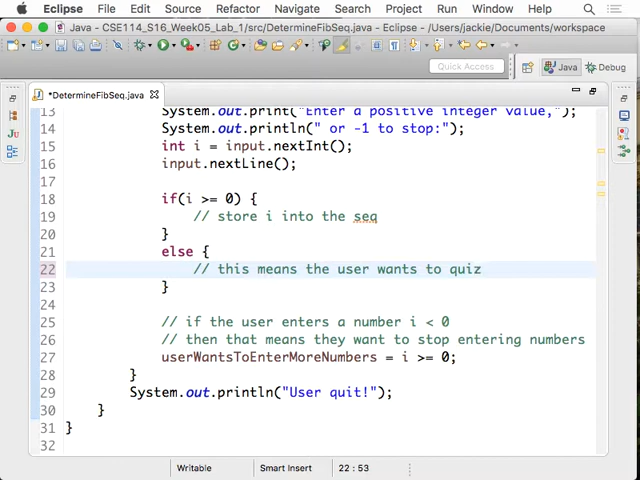 Eclipse File Edit Source Refactor Navigate Search Project Run Window Help
Java - CSE114_S16_Week05_Lab_1/src/DetermineFibSeq.java - Eclipse - /Users/jackie/Documents/workspace
Quick Access Java Debug
*DetermineFibSeq.java
13 System.out.print("Enter a positive integer value,");
14 System.out.println(" or -1 to stop:");
15 int i = input.nextInt();
16 input.nextLine();
17
18 if(i >= 0) {
19 // store i into the seq
20 }
21 else {
22 // this means the user wants to quiz
23 }
24
25 // if the user enters a number i < 0
26 // then that means they want to stop entering numbers
27 userWantsToEnterMoreNumbers = i >= 0;
28 }
29 System.out.println("User quit!");
30 }
31 }
32
Writable Smart Insert 22 : 53